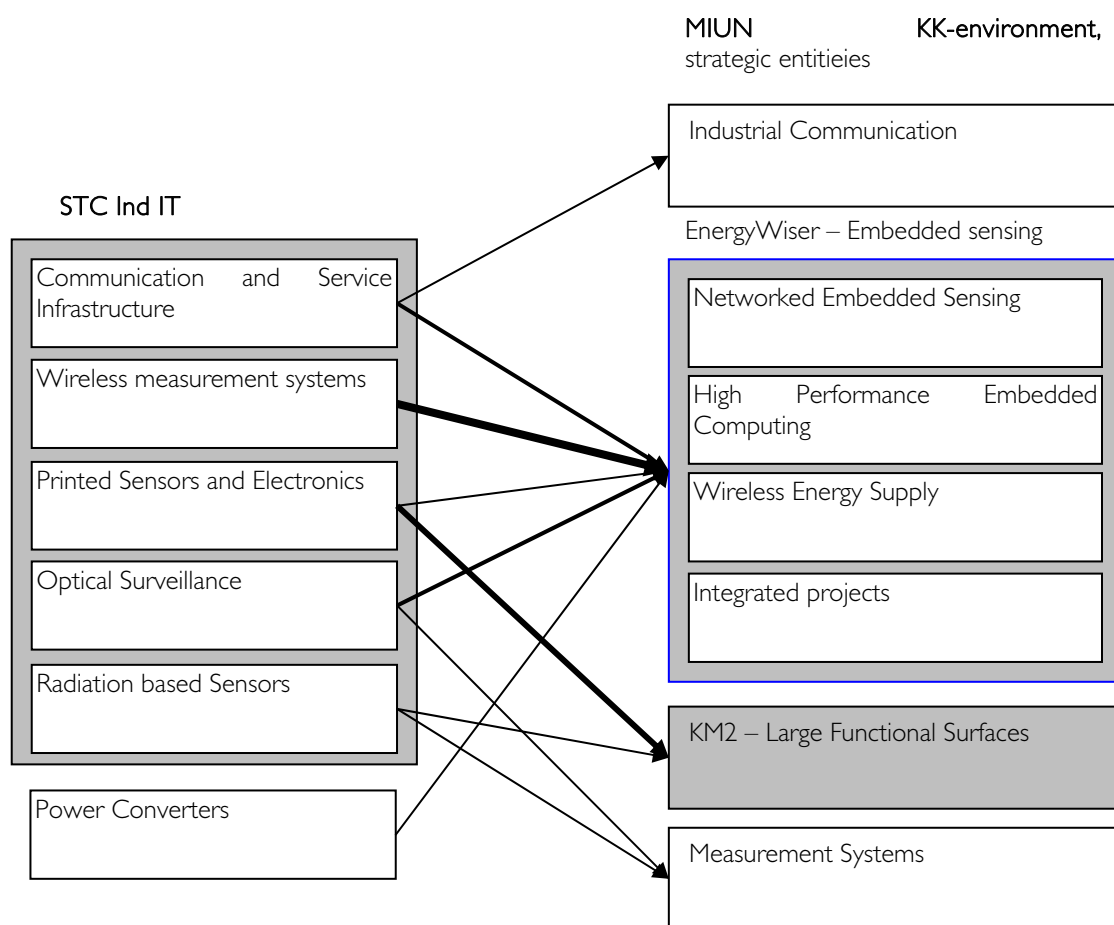 MIUN KK-environment,
strategic entitieies
Industrial Communication
STC Ind IT
EnergyWiser – Embedded sensing
Communication and Service
Infrastructure
Wireless measurement systems
Printed Sensors and Electronics
Optical Surveillance
Radiation based Sensors
Power Converters
Networked Embedded Sensing
High Performance Embedded
Computing
Wireless Energy Supply
Integrated projects
KM2 – Large Functional Surfaces
Measurement Systems